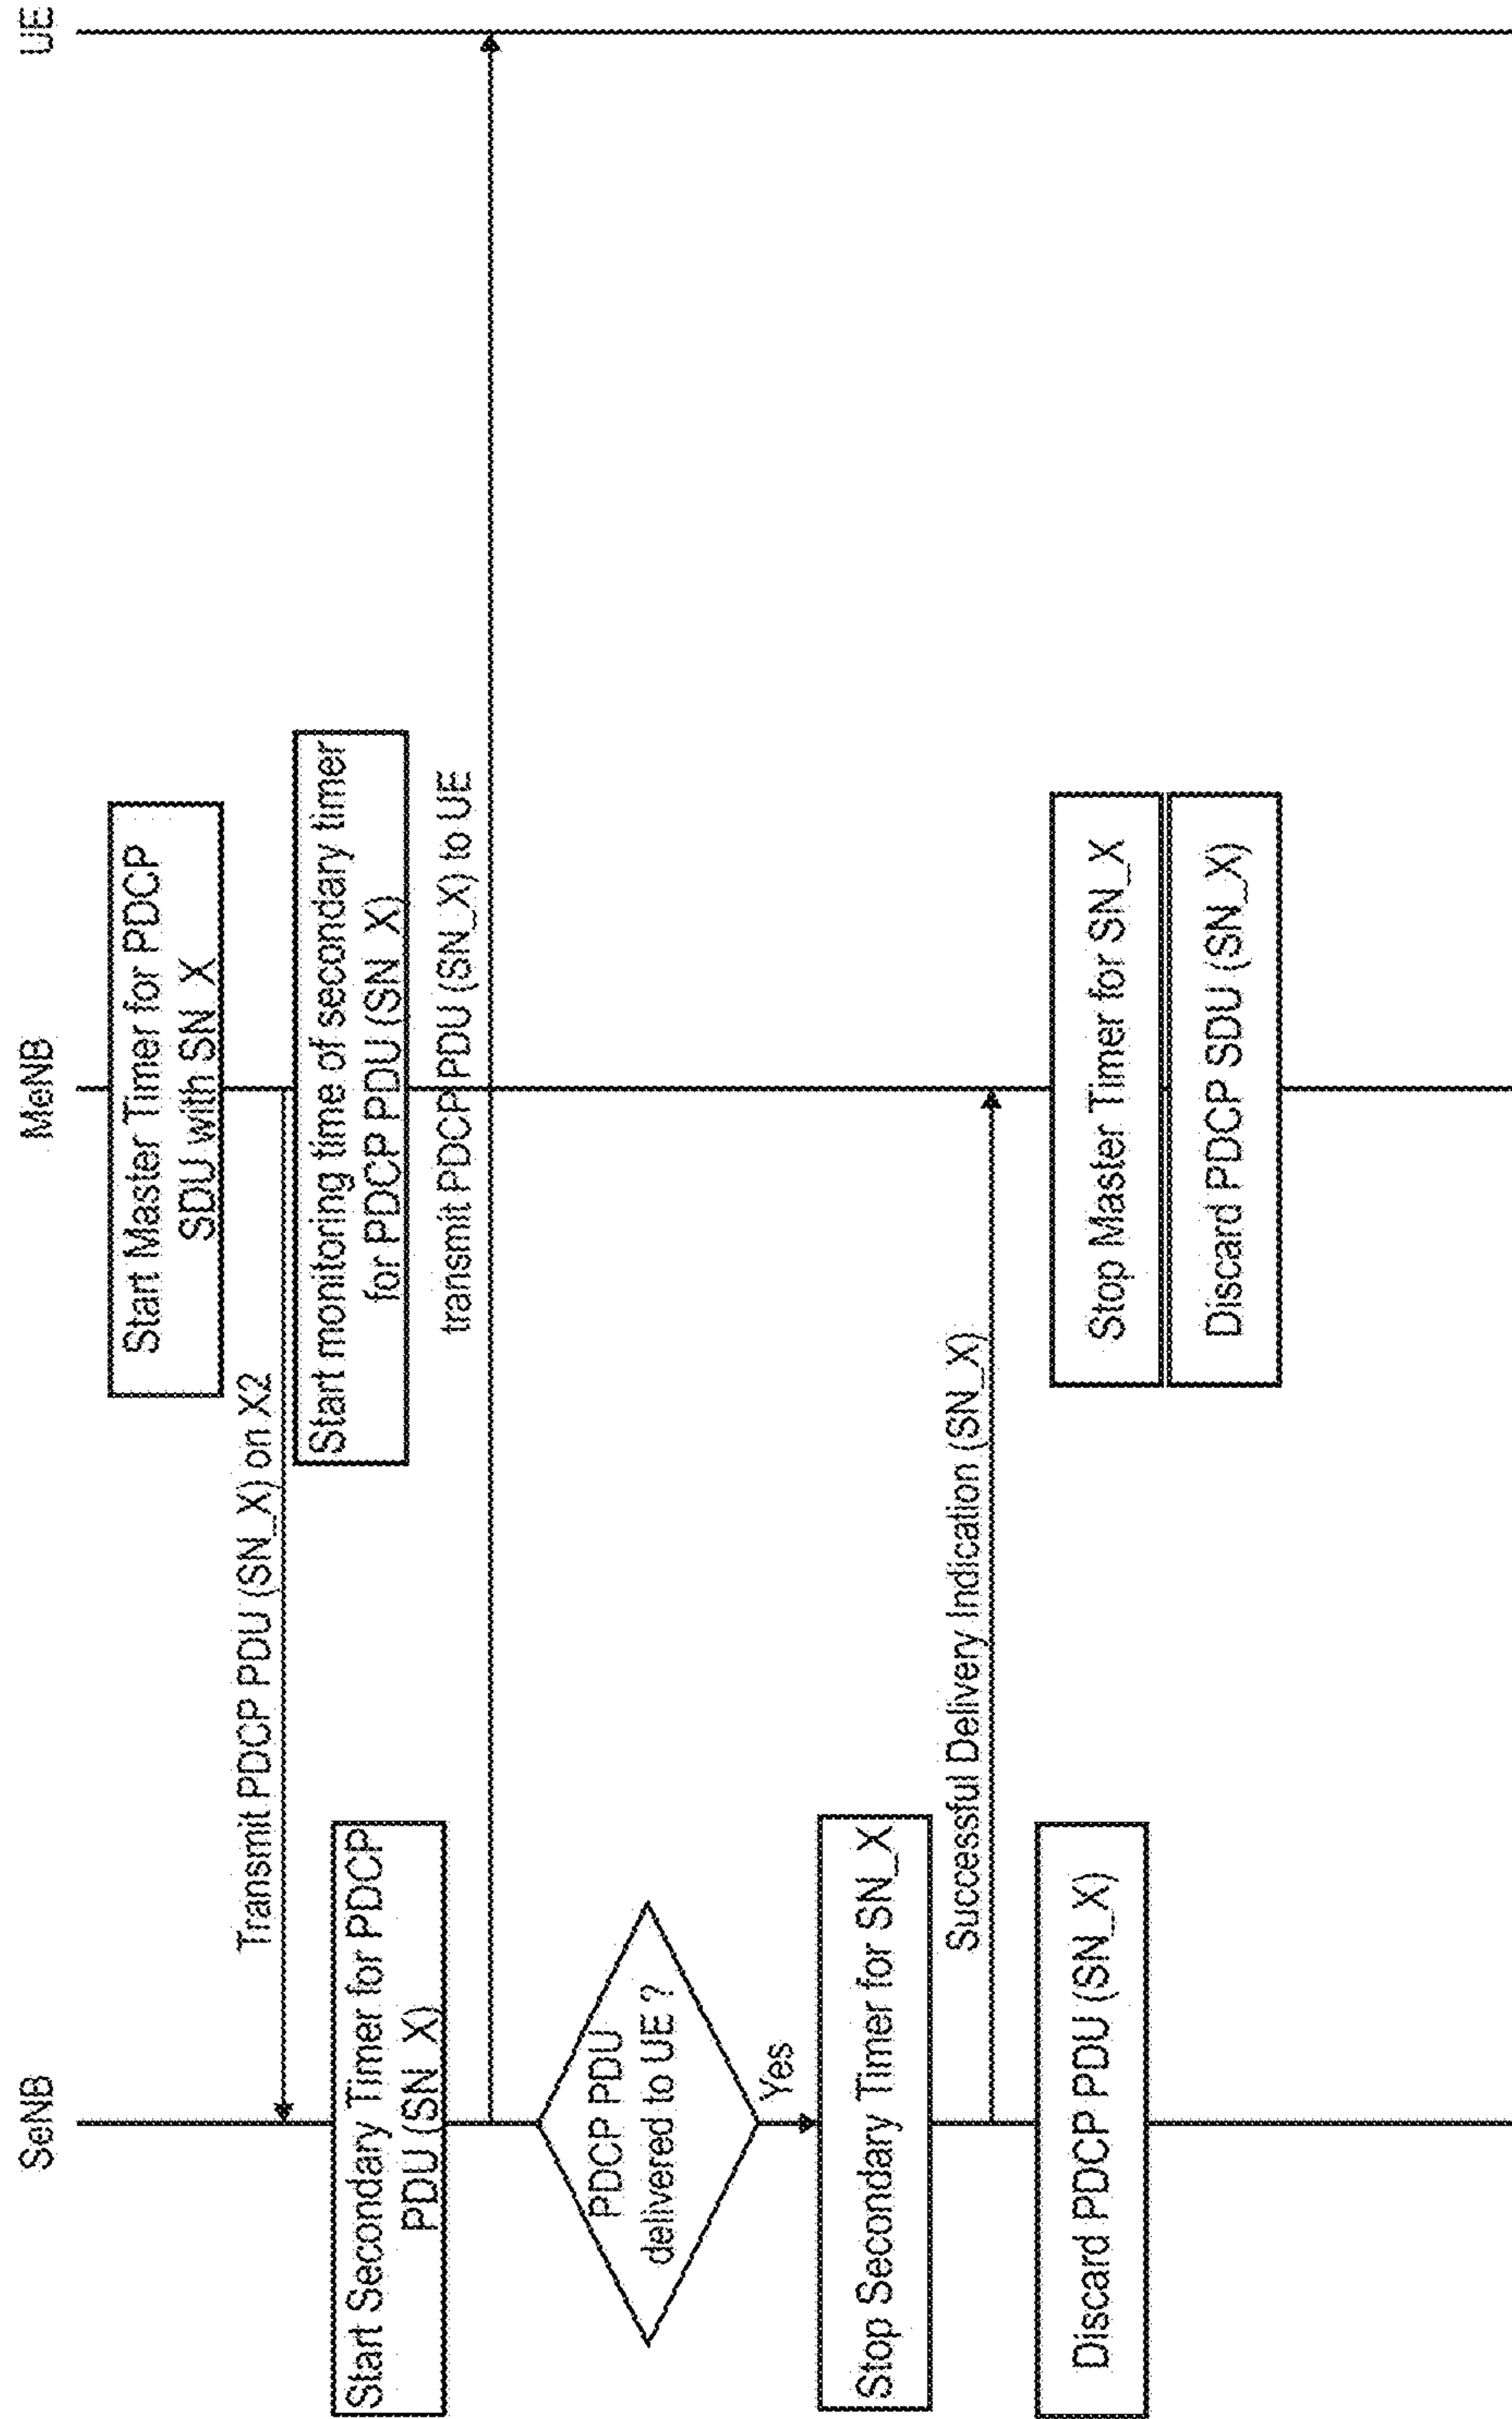 SeNB
MeNB
UE
Start Master Timer for PDCP
SDU with SN_X
Transmit PDCP PDU (SN_X) on X2
Start monitoring time of secondary timer
for PDCP PDU (SN_X)
Start Secondary Timer for PDCP
PDU (SN_X)
transmit PDCP PDU (SN_X) to UE
PDCP PDU
delivered to UE ?
Yes
Stop Secondary Timer for SN_X
Successful Delivery Indication (SN_X)
Discard PDCP PDU (SN_X)
Stop Master Timer for SN_X
Discard PDCP SDU (SN_X)